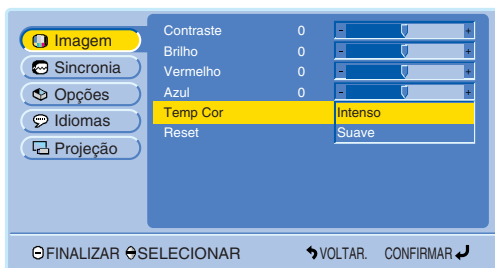 Imagem
Sincronia
Opções
Idiomas
Projeção
Contraste 0 - +
Brilho 0 - +
Vermelho 0 - +
Azul 0 - +
Temp Cor Intenso
Reset Suave
FINALIZAR SELECIONAR VOLTAR. CONFIRMAR